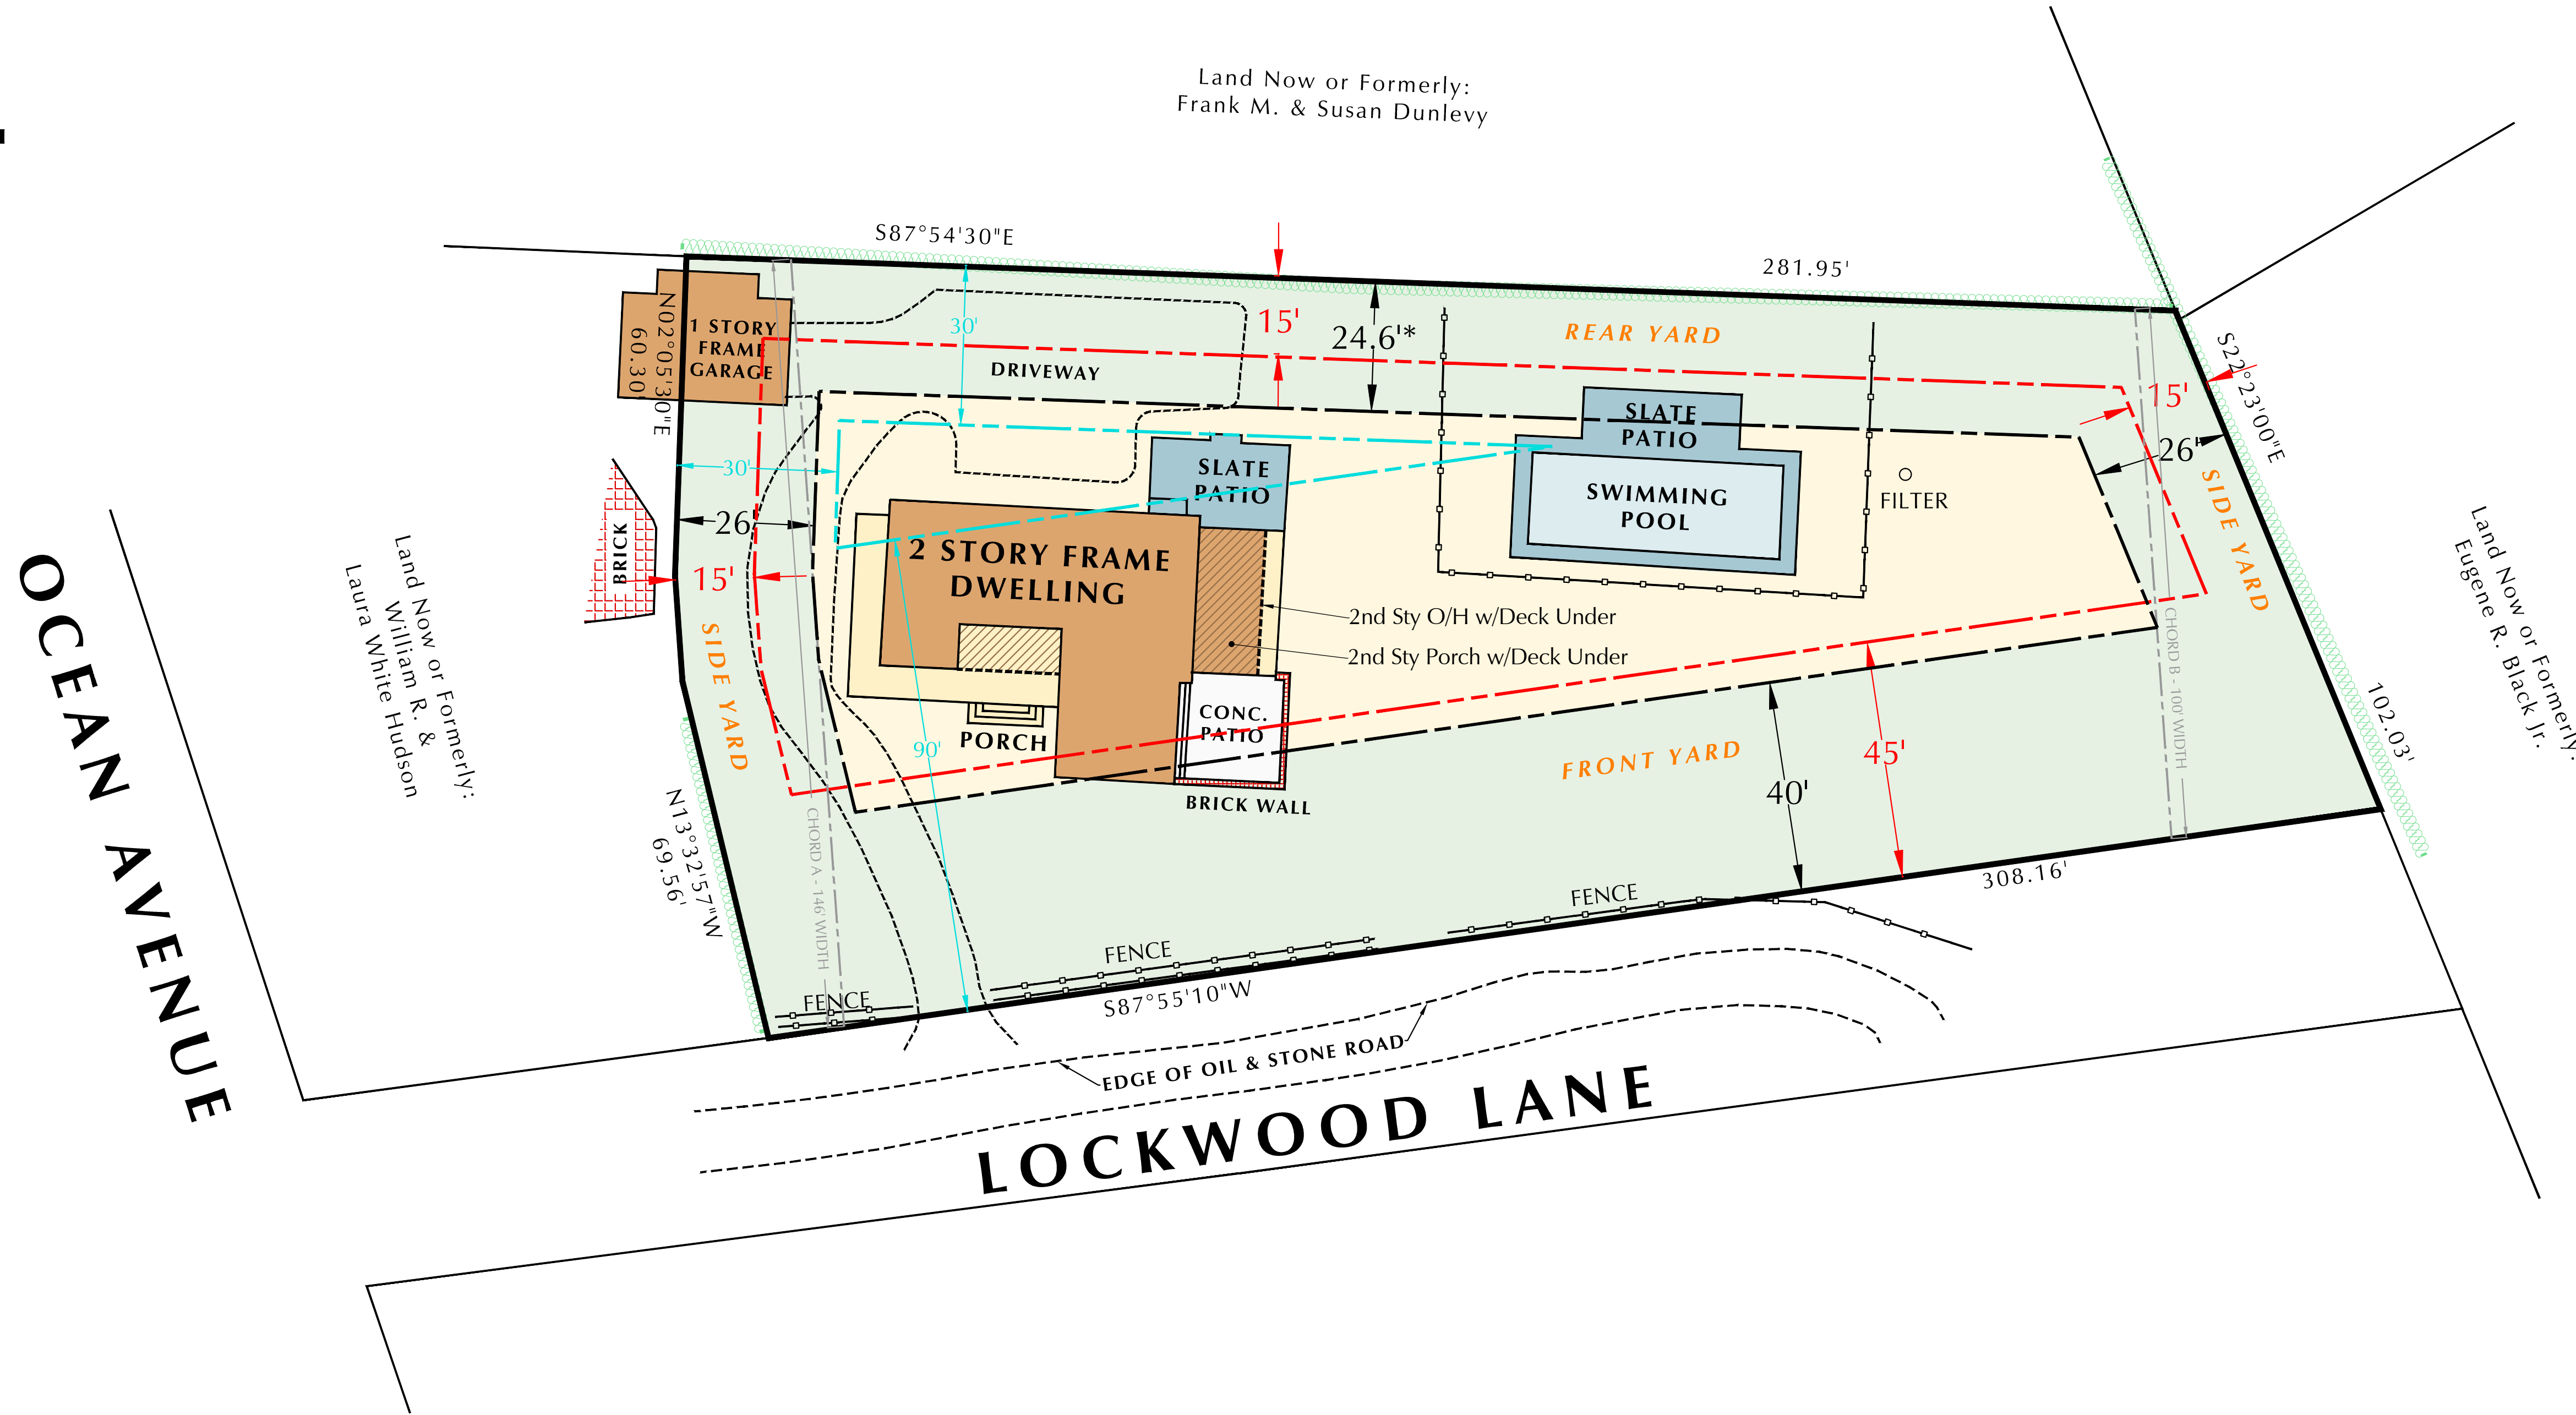 Land Now or Formerly:
Frank M. & Susan Dunlevy
S87°54'30"E
281.95'
30'
15'
24.6'*
REAR YARD
DRIVEWAY
1 STORY
FRAME
GARAGE
N02°05'30"E
60.30'
S22°23'00"E
15'
26'
SIDE YARD
102.03'
Land Now or Formerly:
Eugene R. Black Jr.
SLATE
PATIO
SLATE
PATIO
SWIMMING
POOL
FILTER
30'
26'
15'
BRICK
2 STORY FRAME
DWELLING
2nd Sty O/H w/Deck Under
2nd Sty Porch w/Deck Under
CONC.
PATIO
PORCH
BRICK WALL
90'
SIDE YARD
Land Now or Formerly:
William R. &
Laura White Hudson
OCEAN AVENUE
N13°32'57"W
69.56'
CHORD A - 146' WIDTH
CHORD B - 100' WIDTH
FRONT YARD
45'
40'
308.16'
FENCE
FENCE
FENCE
S87°55'10"W
EDGE OF OIL & STONE ROAD
LOCKWOOD LANE